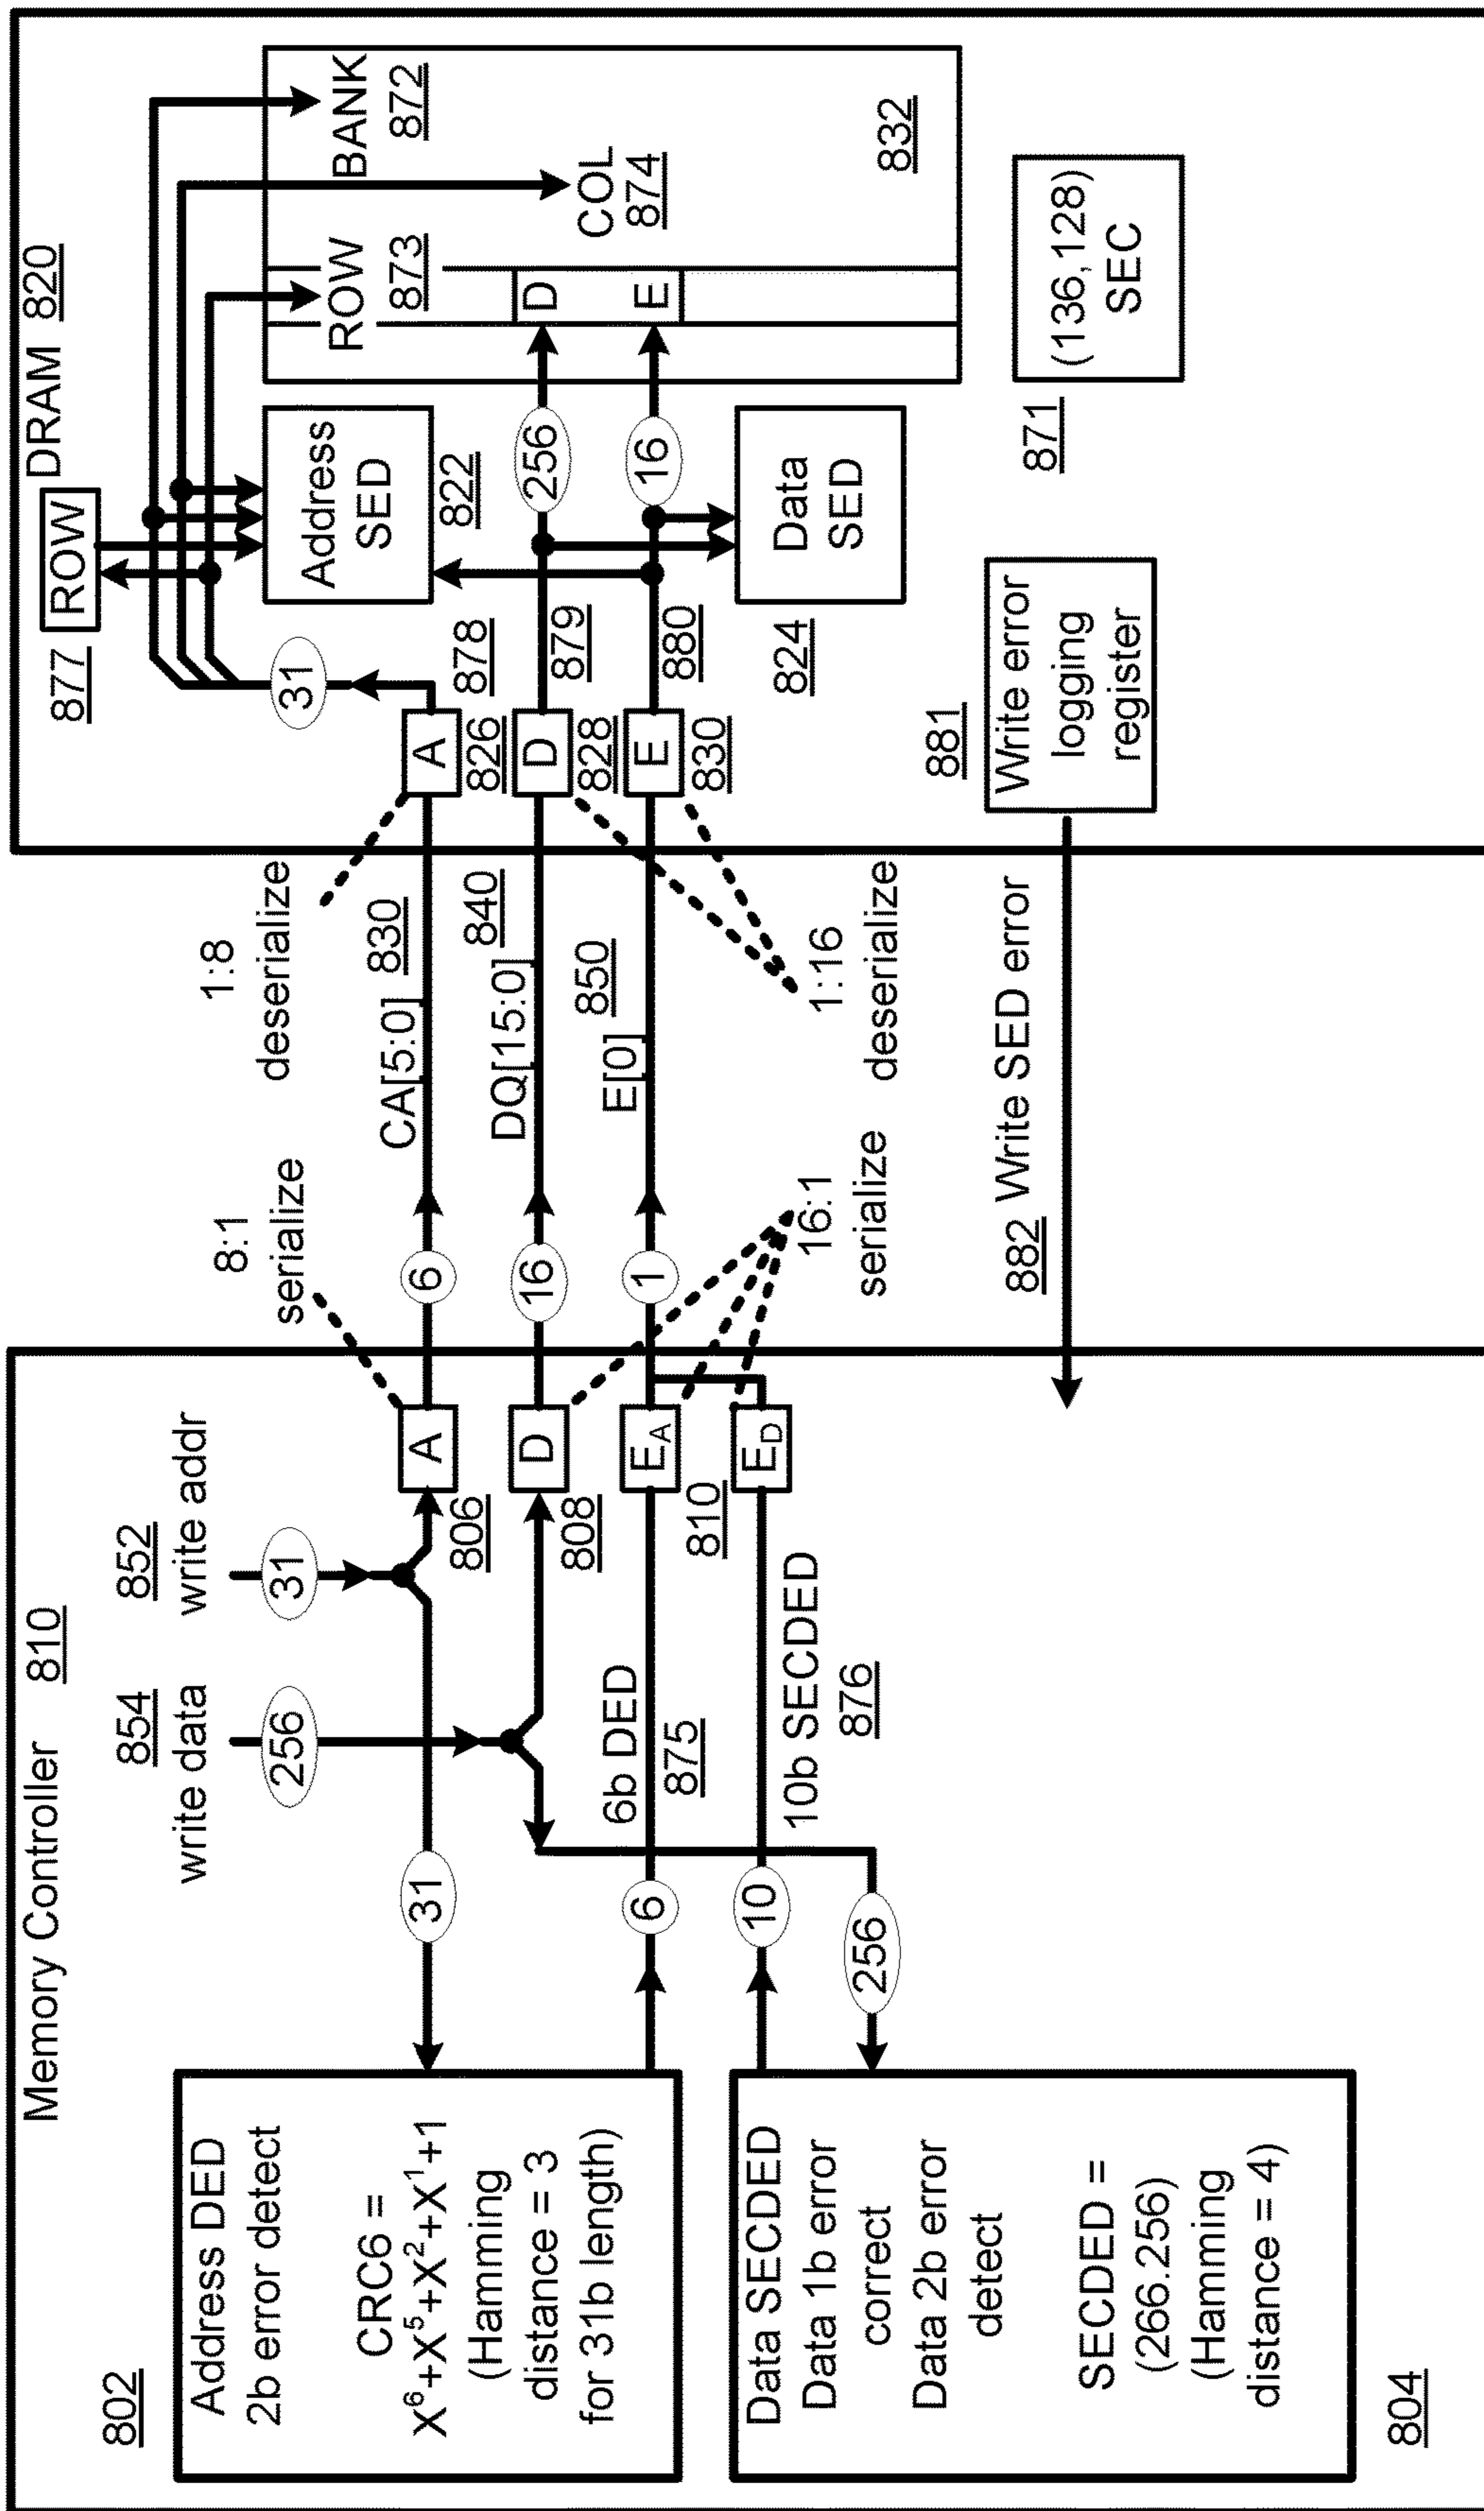 Memory Controller 810
802
Address DED
2b error detect
CRC6 =
X⁶+X⁵+X²+X¹+1
(Hamming
distance = 3
for 31b length)
Data SECDED
Data 1b error
correct
Data 2b error
detect
SECDED =
(266.256)
(Hamming
distance = 4)
804
854
write data
256
852
write addr
31
31
6
6b DED
875
10
10b SECDED
876
256
A
806
D
808
E_A
810
E_D
8:1
serialize
6
16
1
16:1
serialize
CA[5:0]
830
DQ[15:0]
840
E[0]
850
1:8
deserialize
1:16
deserialize
882 Write SED error
DRAM 820
877
ROW
31
A
826
878
D
828
879
E
830
880
Address
SED
822
256
16
Data
SED
824
ROW
873
BANK
872
COL
874
D
E
832
881
Write error
logging
register
871
(136,128)
SEC